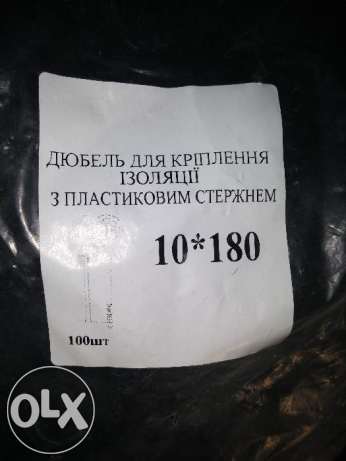 ДЮБЕЛЬ ДЛЯ КРІПЛЕННЯ
ІЗОЛЯЦІЇ
З ПЛАСТИКОВИМ СТЕРЖНЕМ
10*180
100шт
OLX